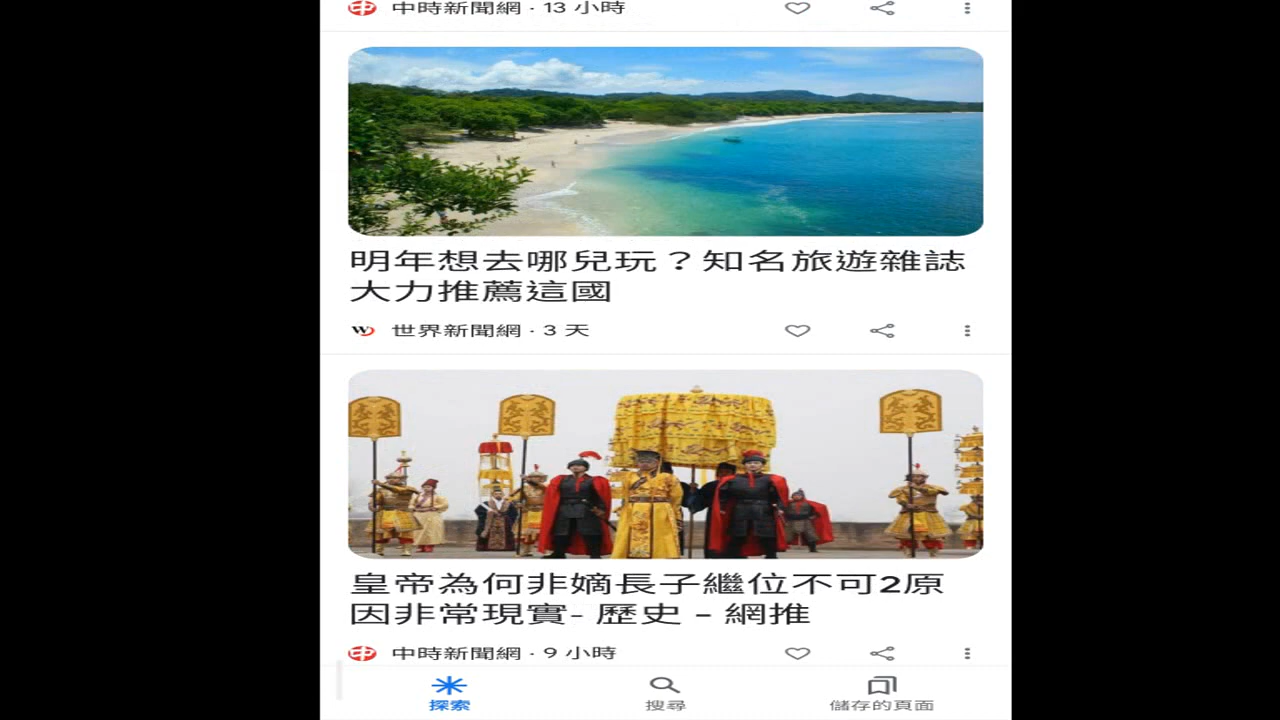 中時新聞網 · 13 小時
明年想去哪兒玩？知名旅遊雜誌
大力推薦這國
世界新聞網 · 3 天
皇帝為何非嫡長子繼位不可2原
因非常現實- 歷史 – 網推
中時新聞網 · 9 小時
探索
搜尋
儲存的頁面